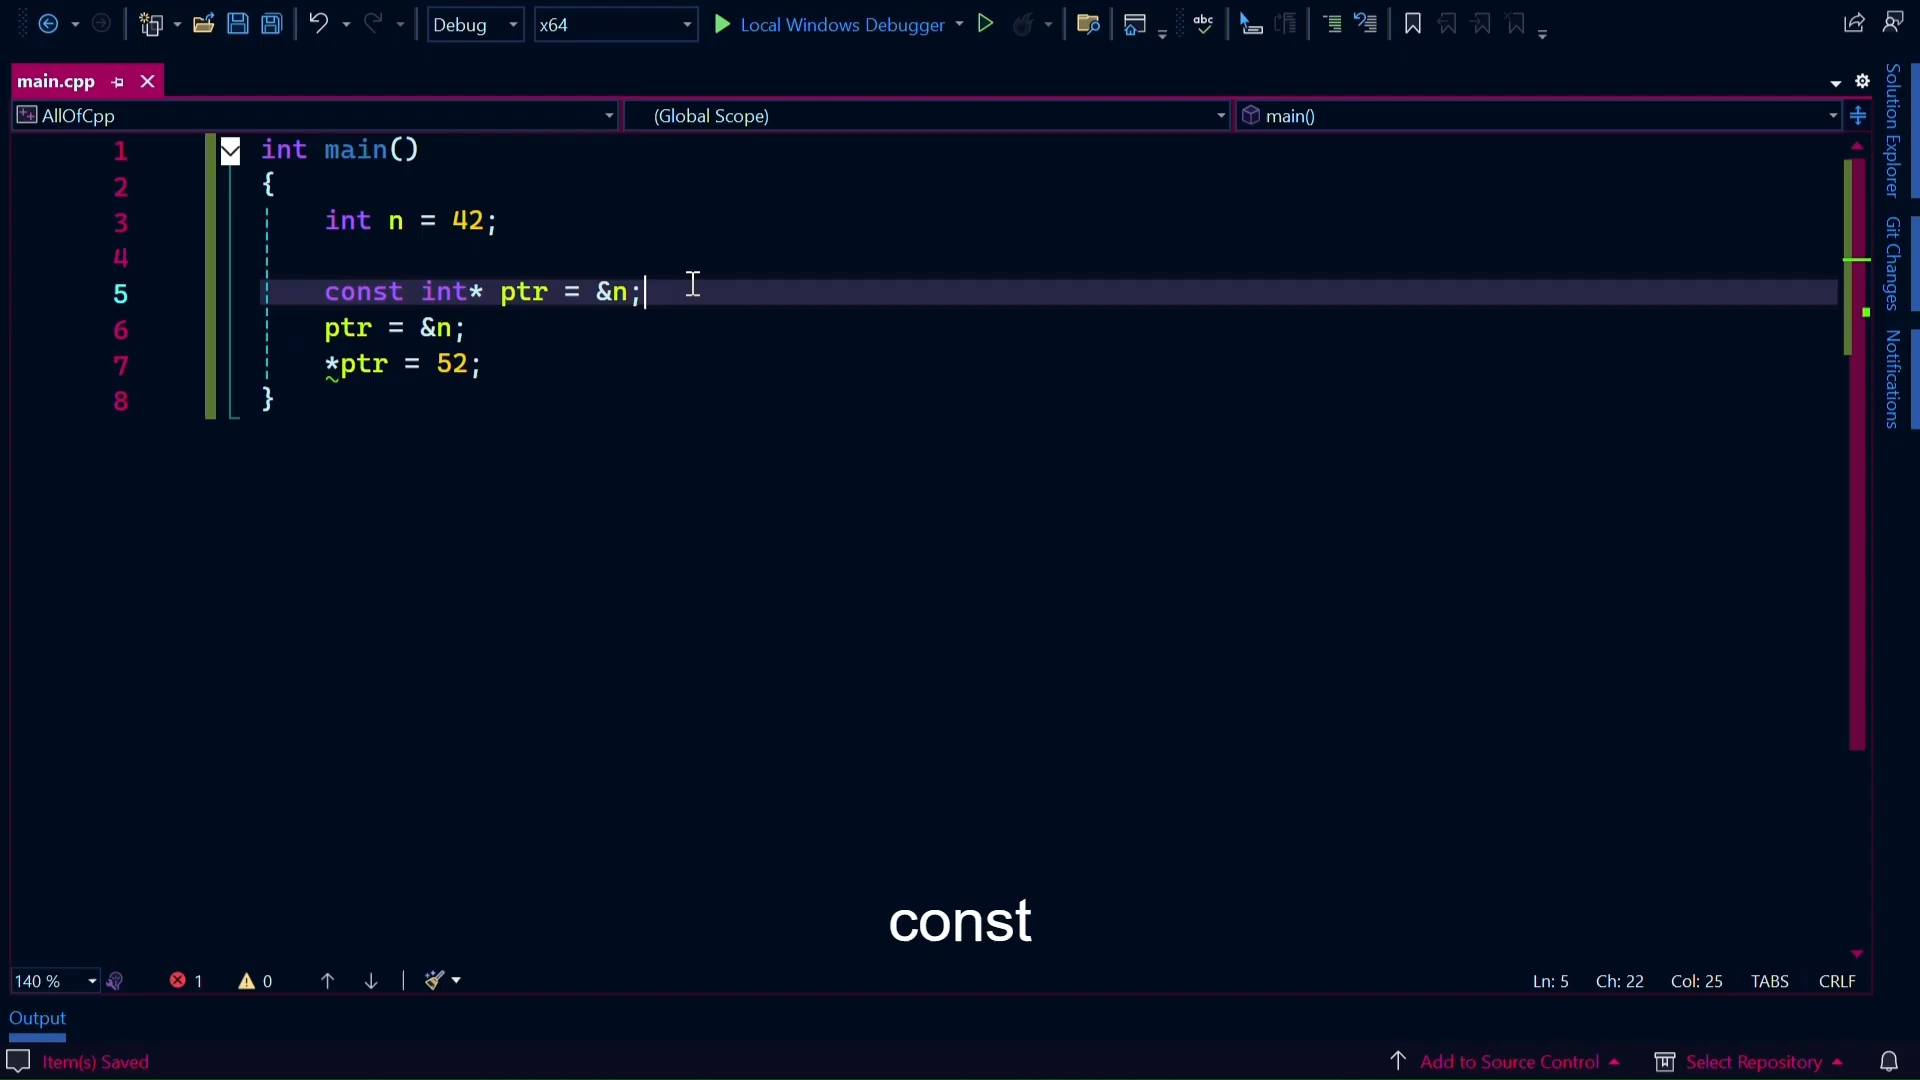 Debug x64 Local Windows Debugger abc
main.cpp
AllOfCpp (Global Scope) main()
1 int main()
2 {
3 int n = 42;
4
5 const int* ptr = &n;
6 ptr = &n;
7 *ptr = 52;
8 }
Solution Explorer
Git Changes
Notifications
const
140 % 1 0 Ln: 5 Ch: 22 Col: 25 TABS CRLF
Output
Item(s) Saved Add to Source Control Select Repository